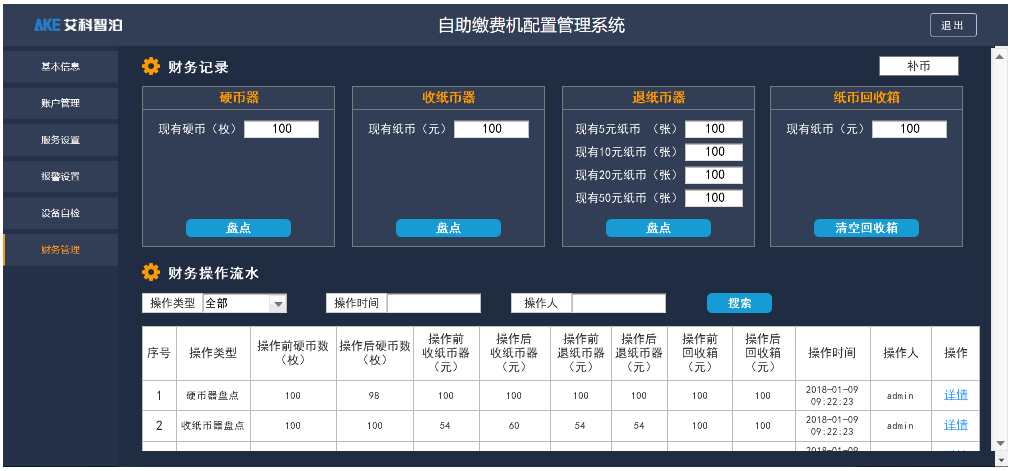 AKE 艾科智泊
自助缴费机配置管理系统
退出
基本信息
账户管理
服务设置
报警设置
设备自检
财务管理
财务记录
补币
硬币器
现有硬币（枚） 100
盘点
收纸币器
现有纸币（元） 100
盘点
退纸币器
现有5元纸币 （张） 100
现有10元纸币（张） 100
现有20元纸币（张） 100
现有50元纸币（张） 100
盘点
纸币回收箱
现有纸币（元） 100
清空回收箱
财务操作流水
操作类型 全部 操作时间 操作人 搜索
序号 操作类型 操作前硬币数（枚） 操作后硬币数（枚） 操作前收纸币器（元） 操作后收纸币器（元） 操作前退纸币器（元） 操作后退纸币器（元） 操作前回收箱（元） 操作后回收箱（元） 操作时间 操作人 操作
1 硬币器盘点 100 98 100 100 100 100 100 100 2018-01-09 09:22:23 admin 详情
2 收纸币器盘点 100 100 54 60 54 54 100 100 2018-01-09 09:22:23 admin 详情